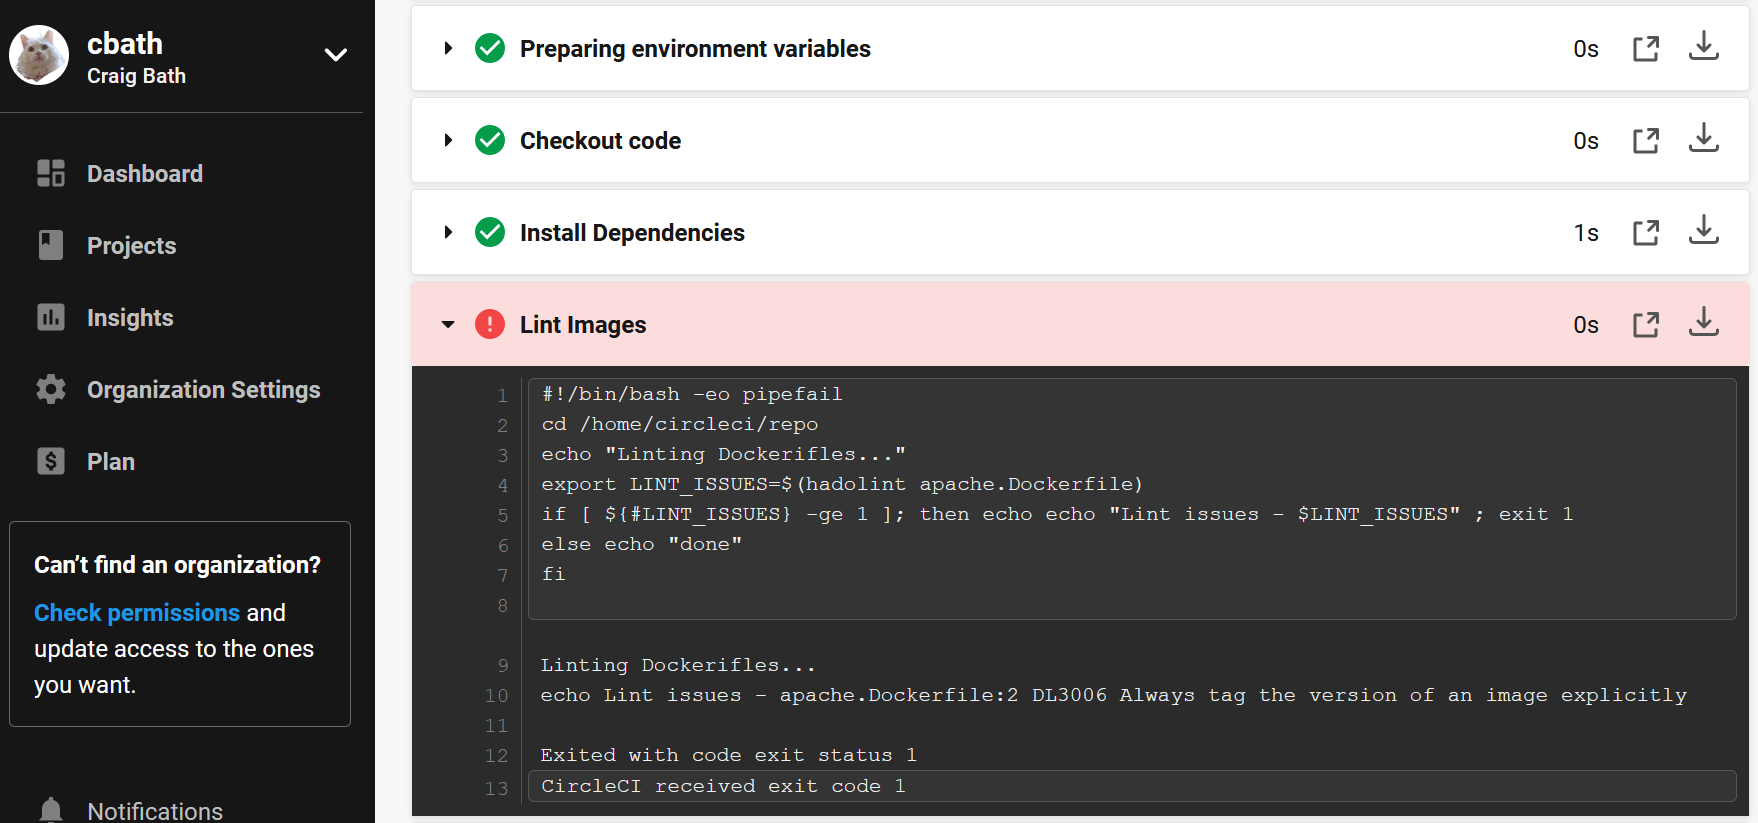 cbath
Craig Bath
Dashboard
Projects
Insights
Organization Settings
Plan
Can’t find an organization?
Check permissions and
update access to the ones
you want.
Notifications
Preparing environment variables 0s
Checkout code 0s
Install Dependencies 1s
Lint Images 0s
1 #!/bin/bash -eo pipefail
2 cd /home/circleci/repo
3 echo "Linting Dockerifles..."
4 export LINT_ISSUES=$(hadolint apache.Dockerfile)
5 if [ ${#LINT_ISSUES} -ge 1 ]; then echo echo "Lint issues - $LINT_ISSUES" ; exit 1
6 else echo "done"
7 fi
8
9 Linting Dockerifles...
10 echo Lint issues - apache.Dockerfile:2 DL3006 Always tag the version of an image explicitly
11
12 Exited with code exit status 1
13 CircleCI received exit code 1